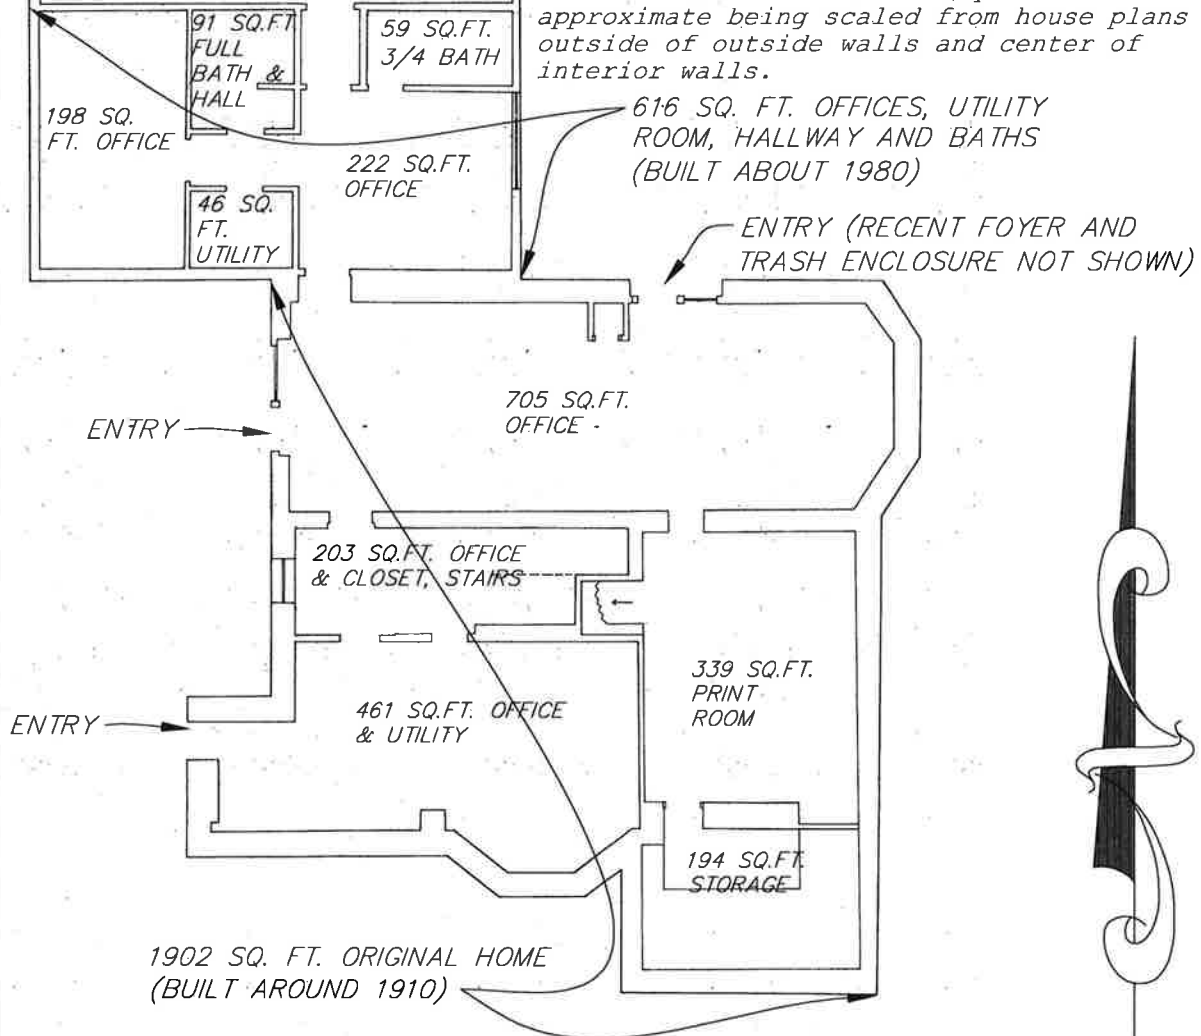 approximate being scaled from house plans
outside of outside walls and center of
interior walls.
91 SQ.FT.
FULL
BATH &
HALL
59 SQ.FT.
3/4 BATH
198 SQ.
FT. OFFICE
616 SQ. FT. OFFICES, UTILITY
ROOM, HALLWAY AND BATHS
(BUILT ABOUT 1980)
222 SQ.FT.
OFFICE
46 SQ.
FT.
UTILITY
ENTRY (RECENT FOYER AND
TRASH ENCLOSURE NOT SHOWN)
705 SQ.FT.
OFFICE
ENTRY
203 SQ.FT. OFFICE
& CLOSET, STAIRS
339 SQ.FT.
PRINT
ROOM
461 SQ.FT. OFFICE
& UTILITY
ENTRY
194 SQ.FT.
STORAGE
1902 SQ. FT. ORIGINAL HOME
(BUILT AROUND 1910)